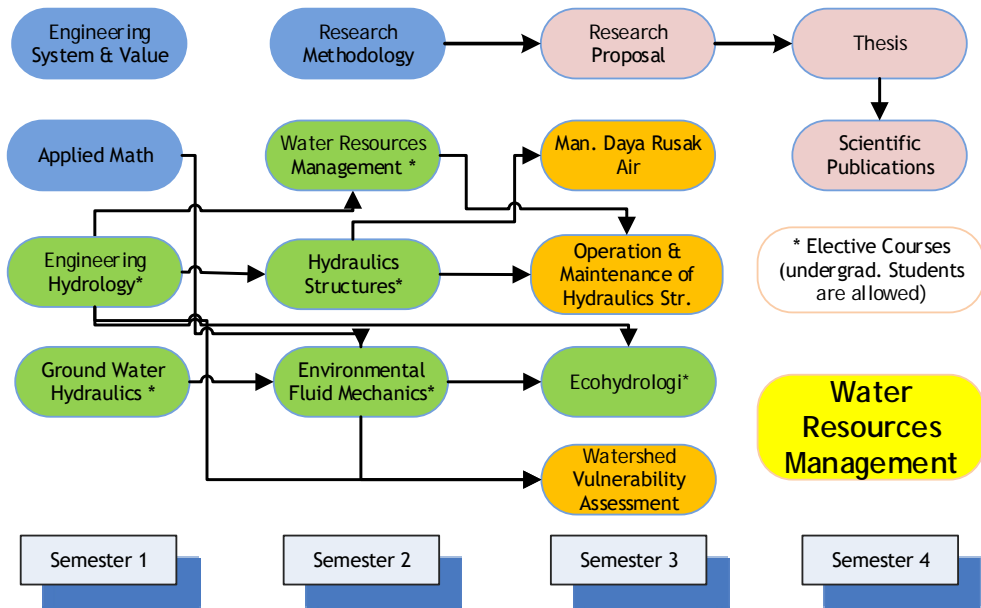 Engineering
System & Value
Research
Methodology
Research
Proposal
Thesis
Applied Math
Water Resources
Management *
Man. Daya Rusak
Air
Scientific
Publications
Engineering
Hydrology*
Hydraulics
Structures*
Operation &
Maintenance of
Hydraulics Str.
* Elective Courses
(undergrad. Students
are allowed)
Ground Water
Hydraulics *
Environmental
Fluid Mechanics*
Ecohydrologi*
Water
Resources
Management
Watershed
Vulnerability
Assessment
Semester 1
Semester 2
Semester 3
Semester 4